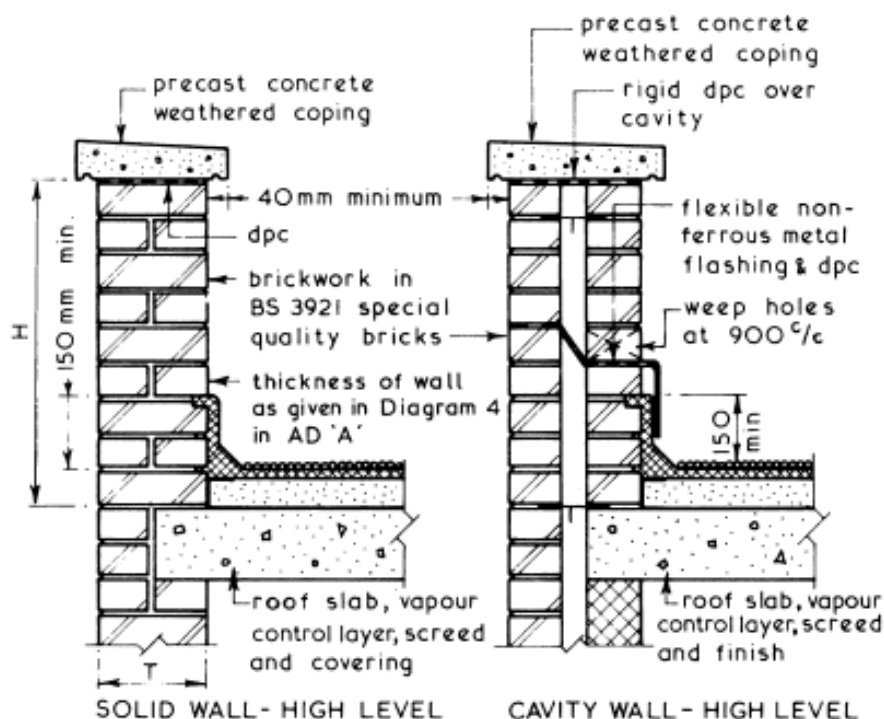 precast concrete
weathered coping
precast concrete
weathered coping
rigid dpc over
cavity
40mm minimum
dpc
flexible non-
ferrous metal
flashing & dpc
brickwork in
BS 3921 special
quality bricks
weep holes
at 900 c/c
H
150mm min.
thickness of wall
as given in Diagram 4
in AD 'A'
150
min
roof slab, vapour
control layer, screed
and covering
roof slab, vapour
control layer, screed
and finish
T
SOLID WALL - HIGH LEVEL
CAVITY WALL - HIGH LEVEL